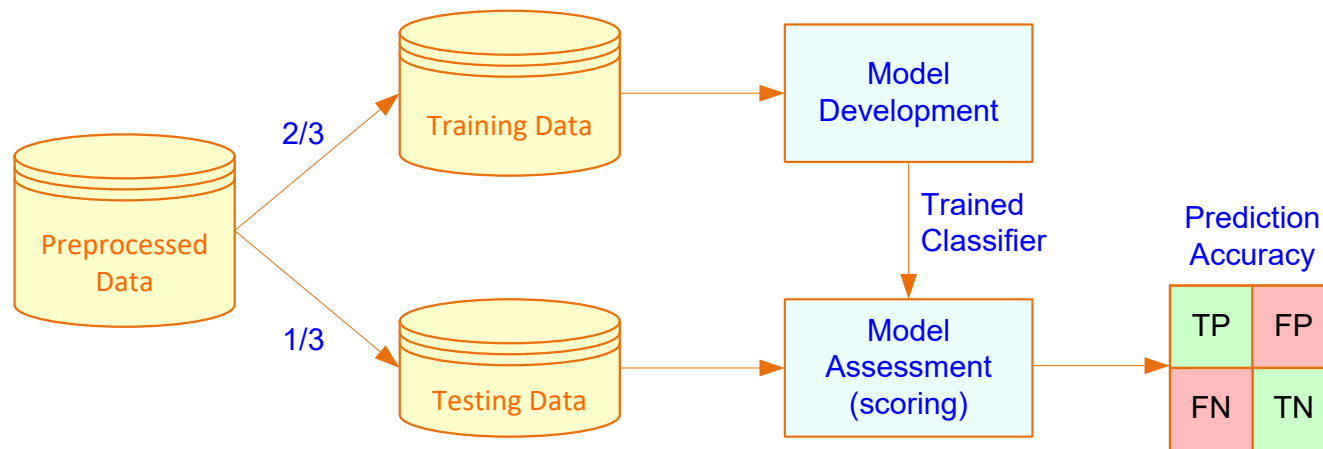 Preprocessed
Data
2/3
1/3
Training Data
Testing Data
Model
Development
Trained
Classifier
Model
Assessment
(scoring)
Prediction
Accuracy
TP FP
FN TN